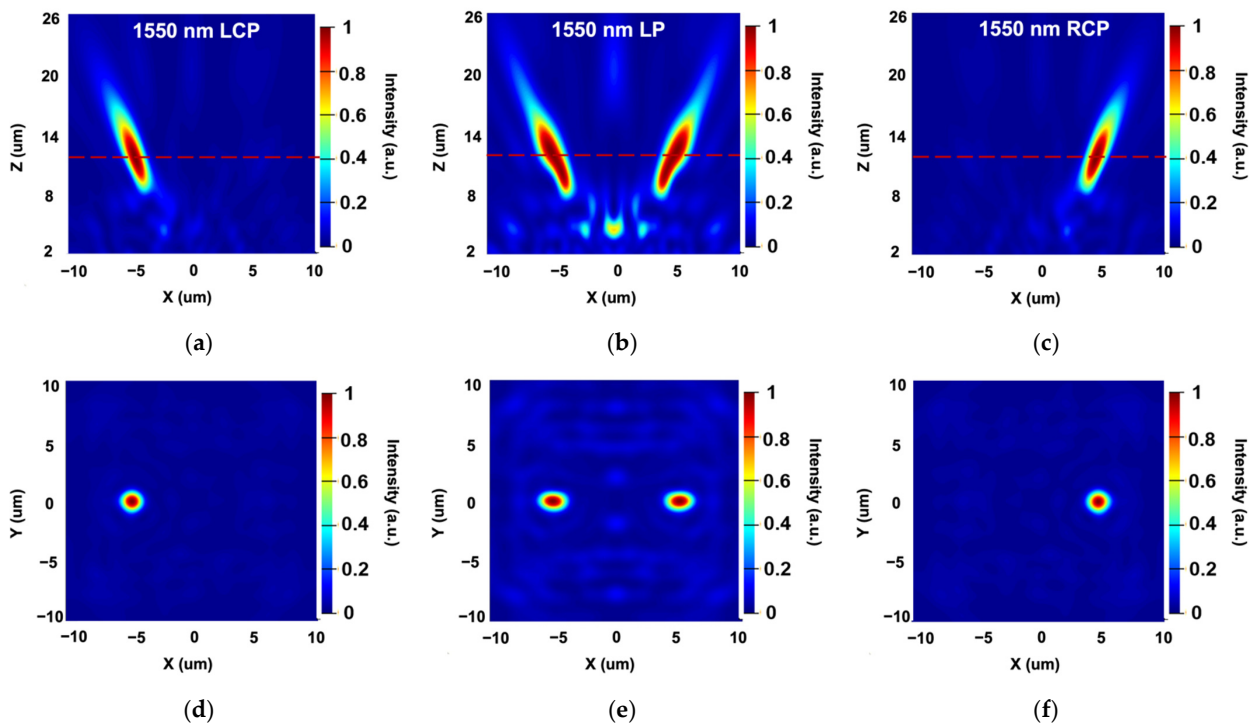 1550 nm LCP
26
20
14
8
2
Z (um)
−10 −5 0 5 10
X (um)
1
0.8
0.6
0.4
0.2
0
Intensity (a.u.)
(a)
1550 nm LP
26
20
14
8
2
Z (um)
−10 −5 0 5 10
X (um)
1
0.8
0.6
0.4
0.2
0
Intensity (a.u.)
(b)
1550 nm RCP
26
20
14
8
2
Z (um)
−10 −5 0 5 10
X (um)
1
0.8
0.6
0.4
0.2
0
Intensity (a.u.)
(c)
10
5
0
−5
−10
Y (um)
−10 −5 0 5 10
X (um)
1
0.8
0.6
0.4
0.2
0
Intensity (a.u.)
(d)
10
5
0
−5
−10
Y (um)
−10 −5 0 5 10
X (um)
1
0.8
0.6
0.4
0.2
0
Intensity (a.u.)
(e)
10
5
0
−5
−10
Y (um)
−10 −5 0 5 10
X (um)
1
0.8
0.6
0.4
0.2
0
Intensity (a.u.)
(f)